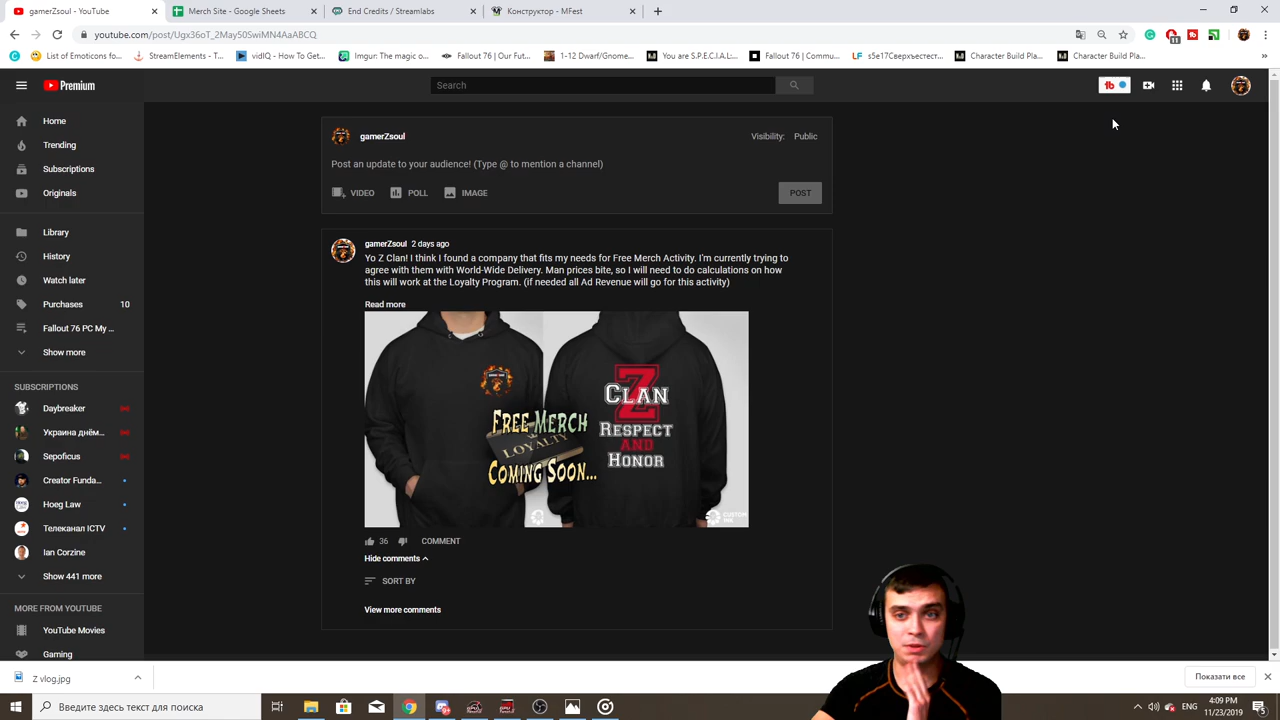 gamerZsoul - YouTube
Merch Site - Google Sheets
End Credits / Streamlabs
Конструктор - MFest
youtube.com/post/Ugx36oT_2May50SwiMN4AaABCQ
11
List of Emoticons fo...
StreamElements - T...
vidIQ – How To Get...
Imgur: The magic o...
Fallout 76 | Our Fut...
1-12 Dwarf/Gnome...
You are S.P.E.C.I.A.L:...
Fallout 76 | Commu...
LF s5e17Сверхъестест...
Character Build Pla...
Character Build Pla...
Premium
Search
tb
Home
Trending
Subscriptions
Originals
Library
History
Watch later
Purchases 10
Fallout 76 PC My ...
Show more
SUBSCRIPTIONS
Daybreaker
Украина днём...
Sepoficus
Creator Funda...
Hoeg Law
Телеканал ICTV
Ian Corzine
Show 441 more
MORE FROM YOUTUBE
YouTube Movies
Gaming
gamerZsoul
Visibility: Public
Post an update to your audience! (Type @ to mention a channel)
VIDEO POLL IMAGE
POST
gamerZsoul 2 days ago
Yo Z Clan! I think I found a company that fits my needs for Free Merch Activity. I'm currently trying to
agree with them with World-Wide Delivery. Man prices bite, so I will need to do calculations on how
this will work at the Loyalty Program. (if needed all Ad Revenue will go for this activity)
Read more
Z
CLAN
RESPECT
AND
HONOR
FREE MERCH
LOYALTY
COMING SOON...
36
COMMENT
Hide comments
SORT BY
View more comments
Z vlog.jpg
Показати все
Введите здесь текст для поиска
ENG
4:09 PM
11/23/2019
5